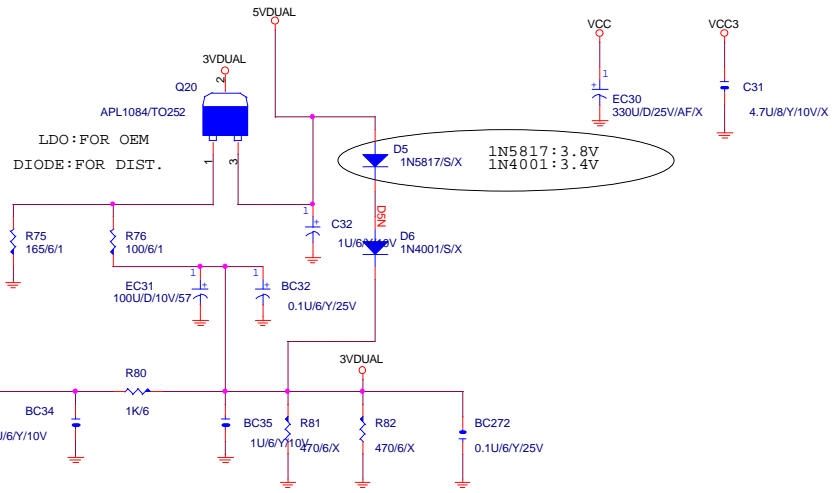 5VDUAL
VCC
VCC3
3VDUAL
2
Q20
APL1084/TO252
1
EC30
330U/D/25V/AF/X
C31
4.7U/8/Y/10V/X
LDO:FOR OEM
DIODE:FOR DIST.
1
3
D5
1N5817/S/X
1N5817:3.8V
1N4001:3.4V
D5N
R75
165/6/1
R76
100/6/1
1
C32
D6
1N4001/S/X
1
EC31
100U/D/10V/57
1
BC32
0.1U/6/Y/25V
3VDUAL
R80
1K/6
BC34
U/6/Y/10V
BC35
1U/6/Y/10V
R81
470/6/X
R82
470/6/X
BC272
0.1U/6/Y/25V